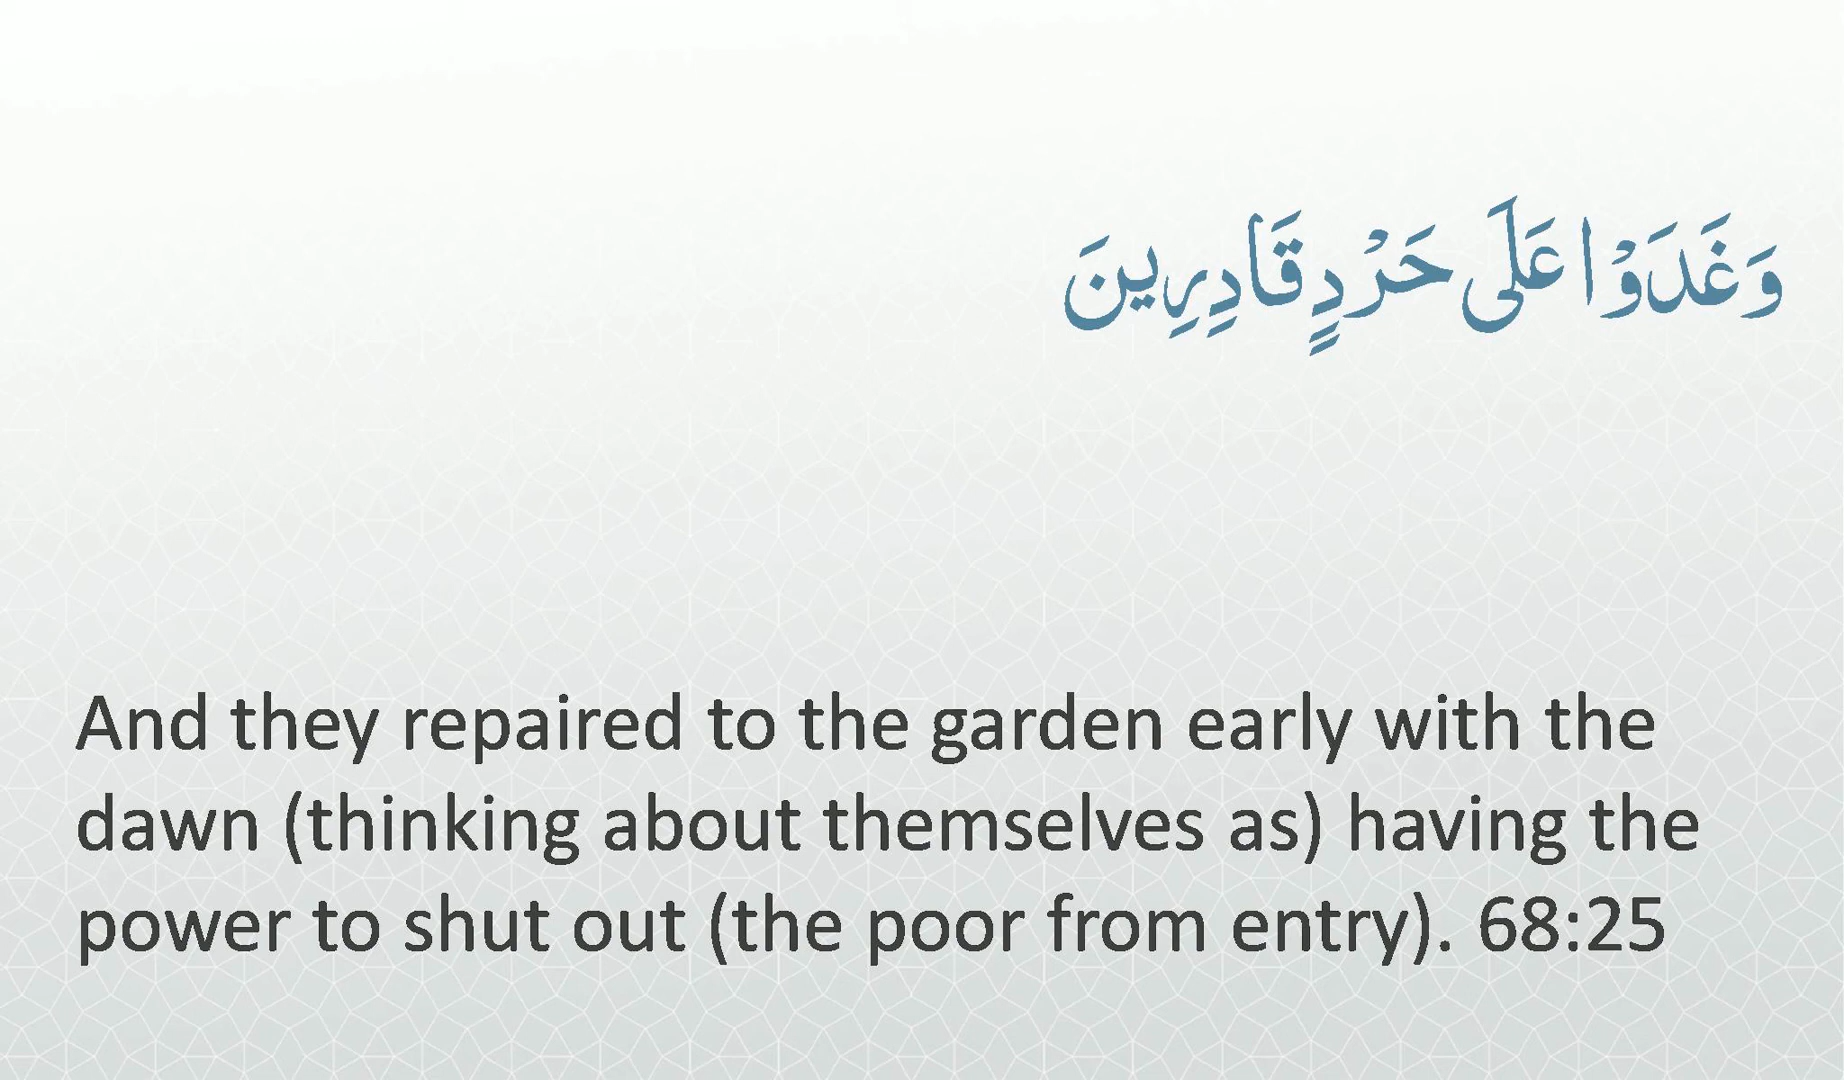 وَغَدَوْا عَلَى حَرْدٍ قَادِرِينَ
And they repaired to the garden early with the
dawn (thinking about themselves as) having the
power to shut out (the poor from entry). 68:25